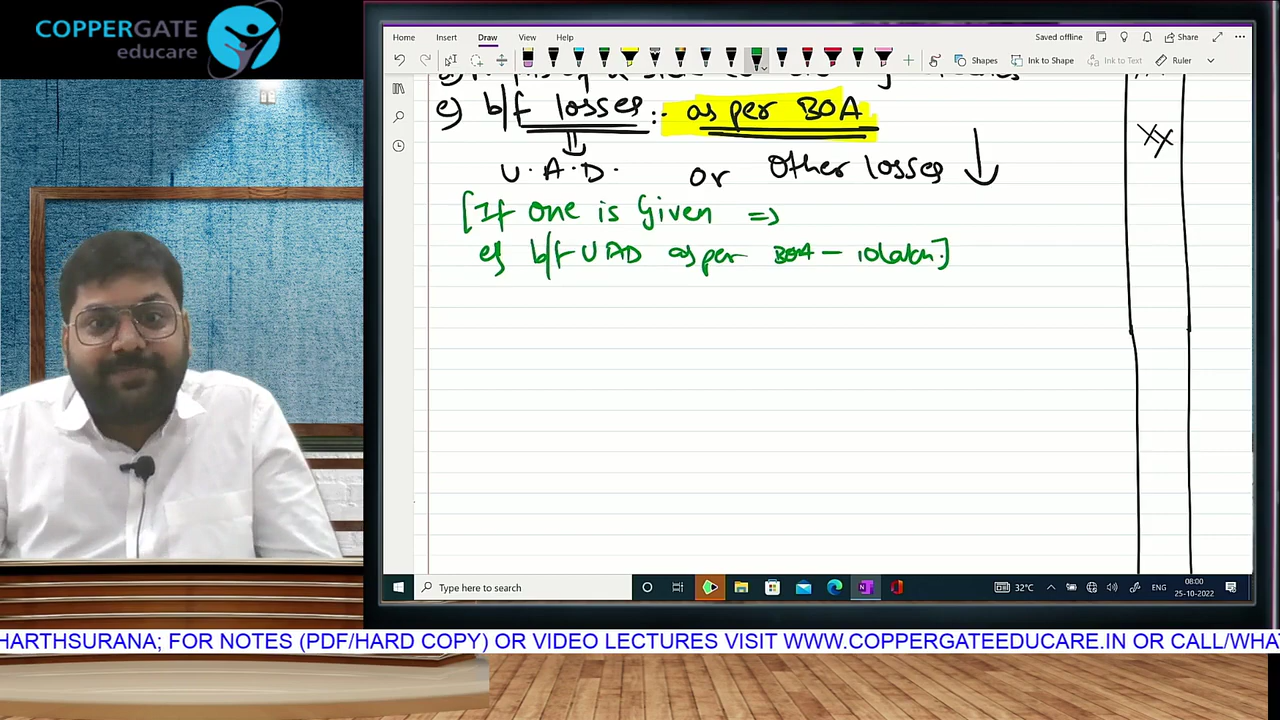 COPPERGATE
educare
Home Insert Draw View Help
Saved offline Share
Shapes Ink to Shape Ink to Text Ruler
e) b/f losses :- as per BOA
XX
U.A.D. or Other losses
[If One is Given =>
eg b/f UAD as per BOA - 10lakh.]
Type here to search
32°C ENG 08:00
25-10-2022
HARTHSURANA; FOR NOTES (PDF/HARD COPY) OR VIDEO LECTURES VISIT WWW.COPPERGATEEDUCARE.IN OR CALL/WHA